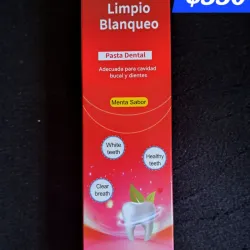 Limpio
Blanqueo
Pasta Dental
Adecuada para cavidad
bucal y dientes
Menta Sabor
White
teeth
Healthy
teeth
Clear
breath